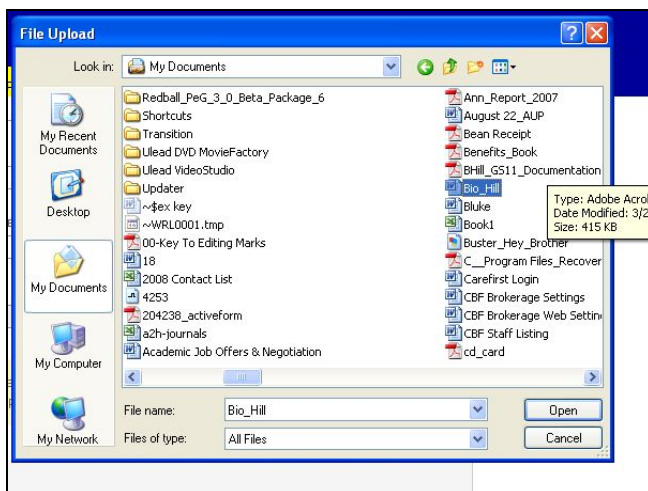 File Upload
Look in:
My Documents
My Recent
Documents
Desktop
My Documents
My Computer
My Network
Redball_PeG_3_0_Beta_Package_6
Shortcuts
Transition
Ulead DVD MovieFactory
Ulead VideoStudio
Updater
~$ex key
~WRL0001.tmp
00-Key To Editing Marks
18
2008 Contact List
4253
204238_activeform
a2h-journals
Academic Job Offers & Negotiation
Ann_Report_2007
August 22_AUP
Bean Receipt
Benefits_Book
BHill_GS11_Documentation
Bio_Hill
Bluke
Book1
Buster_Hey_Brother
C__Program Files_Recover
Carefirst Login
CBF Brokerage Settings
CBF Brokerage Web Settin
CBF Staff Listing
cd_card
Type: Adobe Acro
Date Modified: 3/2
Size: 415 KB
File name:
Bio_Hill
Open
Files of type:
All Files
Cancel